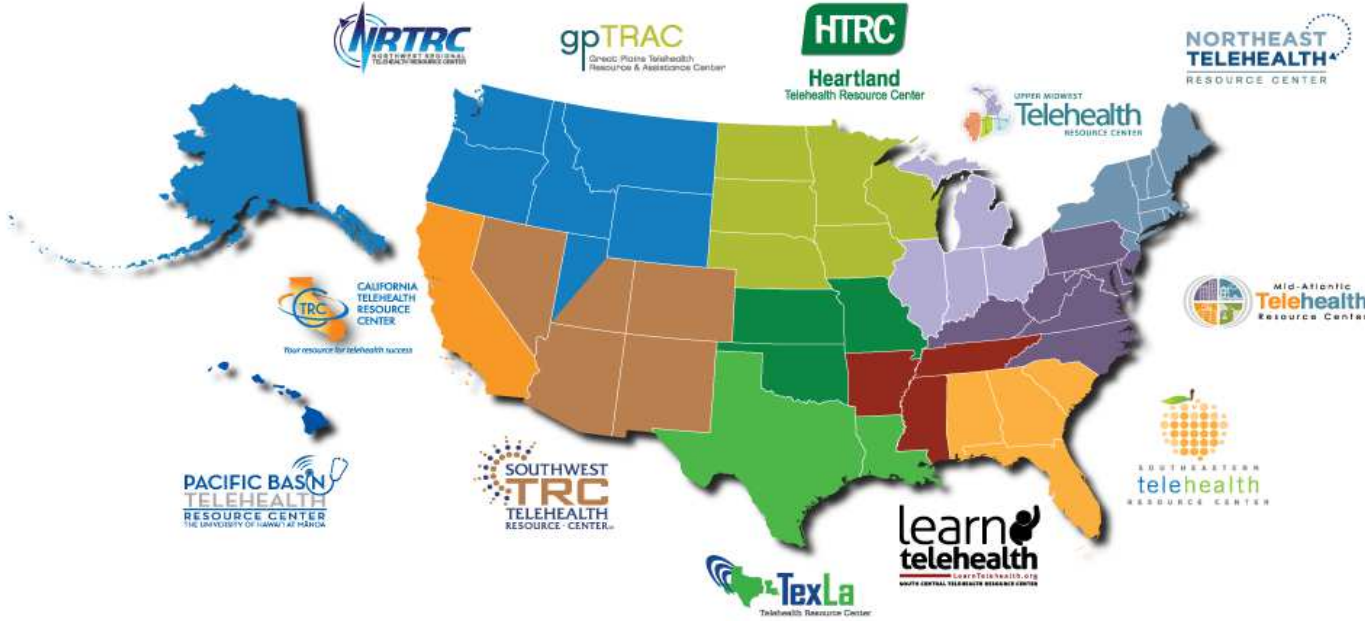 NRTRC
NORTHWEST REGIONAL
TELEHEALTH RESOURCE CENTER
gpTRAC
Great Plains Telehealth
Resource & Assistance Center
HTRC
Heartland
Telehealth Resource Center
UPPER MIDWEST
Telehealth
RESOURCE CENTER
NORTHEAST
TELEHEALTH
RESOURCE CENTER
TRC
CALIFORNIA
TELEHEALTH
RESOURCE
CENTER
Your resource for telehealth success
Mid-Atlantic
Telehealth
Resource Center
PACIFIC BASIN
TELEHEALTH
RESOURCE CENTER
THE UNIVERSITY OF HAWAI'I AT MĀNOA
SOUTHWEST
TRC
TELEHEALTH
RESOURCE · CENTER
SOUTHEASTERN
telehealth
RESOURCE CENTER
learn
telehealth
LearnTelehealth.org
SOUTH CENTRAL TELEHEALTH RESOURCE CENTER
TexLa
Telehealth Resource Center